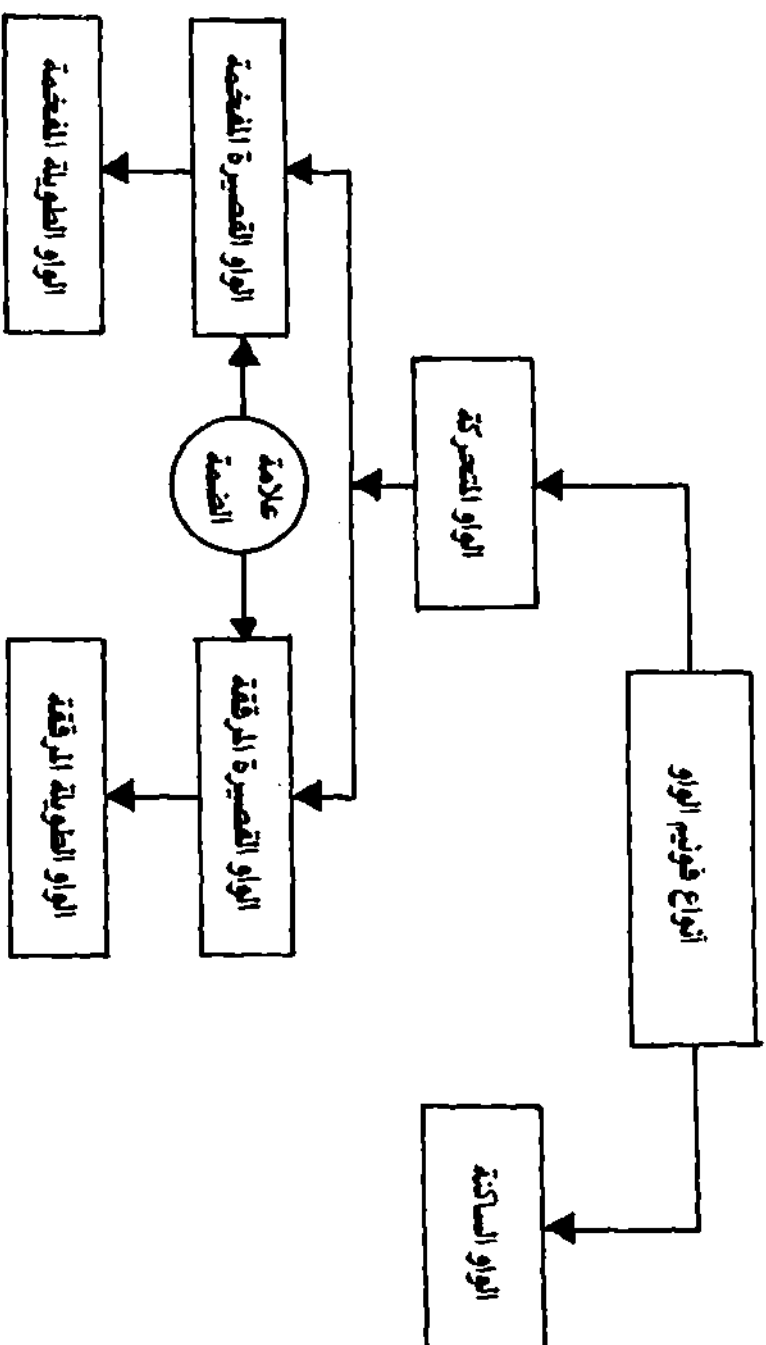 أنواع فونيم الواو
الواو المتحركة
الواو الساكنة
الواو القصيرة المفخمة
علامة
الضمة
الواو القصيرة المرققة
الواو الطويلة المفخمة
الواو الطويلة المرققة